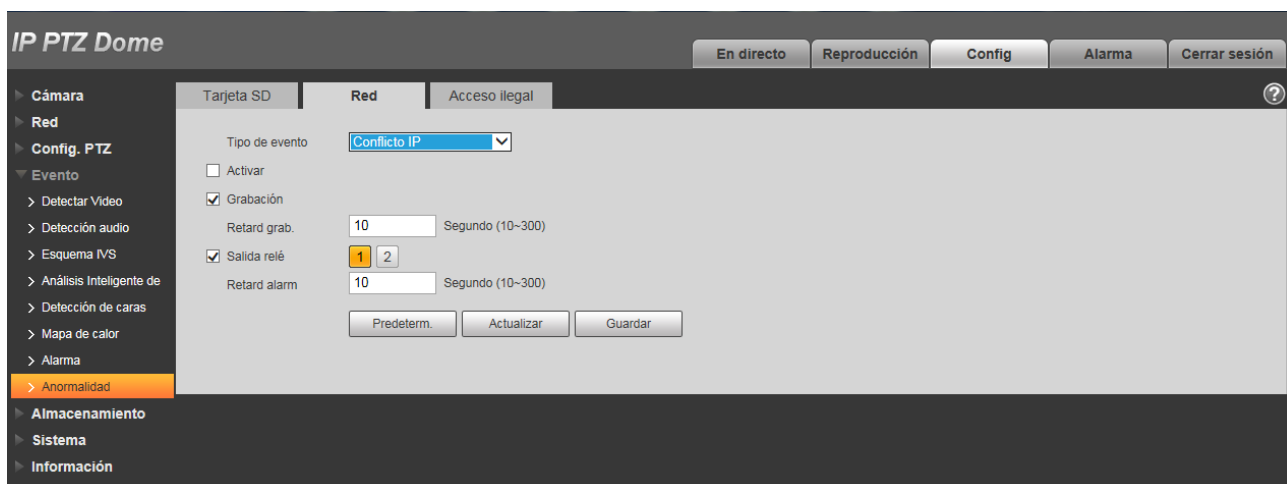 IP PTZ Dome
En directo Reproducción Config Alarma Cerrar sesión
Cámara
Red
Config. PTZ
Evento
Detectar Video
Detección audio
Esquema IVS
Análisis Inteligente de
Detección de caras
Mapa de calor
Alarma
Anormalidad
Almacenamiento
Sistema
Información
Tarjeta SD Red Acceso ilegal ?
Tipo de evento Conflicto IP
Activar
Grabación
Retard grab. 10 Segundo (10~300)
Salida relé 1 2
Retard alarm 10 Segundo (10~300)
Predeterm. Actualizar Guardar